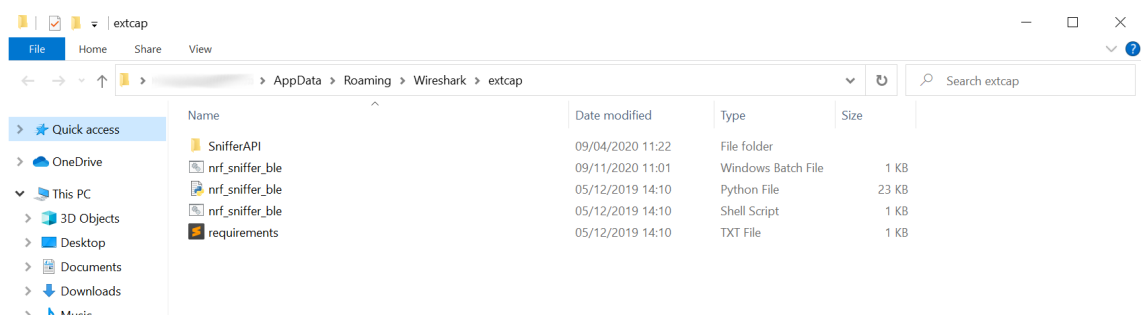 extcap
File Home Share View
AppData > Roaming > Wireshark > extcap Search extcap
Name Date modified Type Size
Quick access
OneDrive
This PC
3D Objects
Desktop
Documents
Downloads
SnifferAPI 09/04/2020 11:22 File folder
nrf_sniffer_ble 09/11/2020 11:01 Windows Batch File 1 KB
nrf_sniffer_ble 05/12/2019 14:10 Python File 23 KB
nrf_sniffer_ble 05/12/2019 14:10 Shell Script 1 KB
requirements 05/12/2019 14:10 TXT File 1 KB